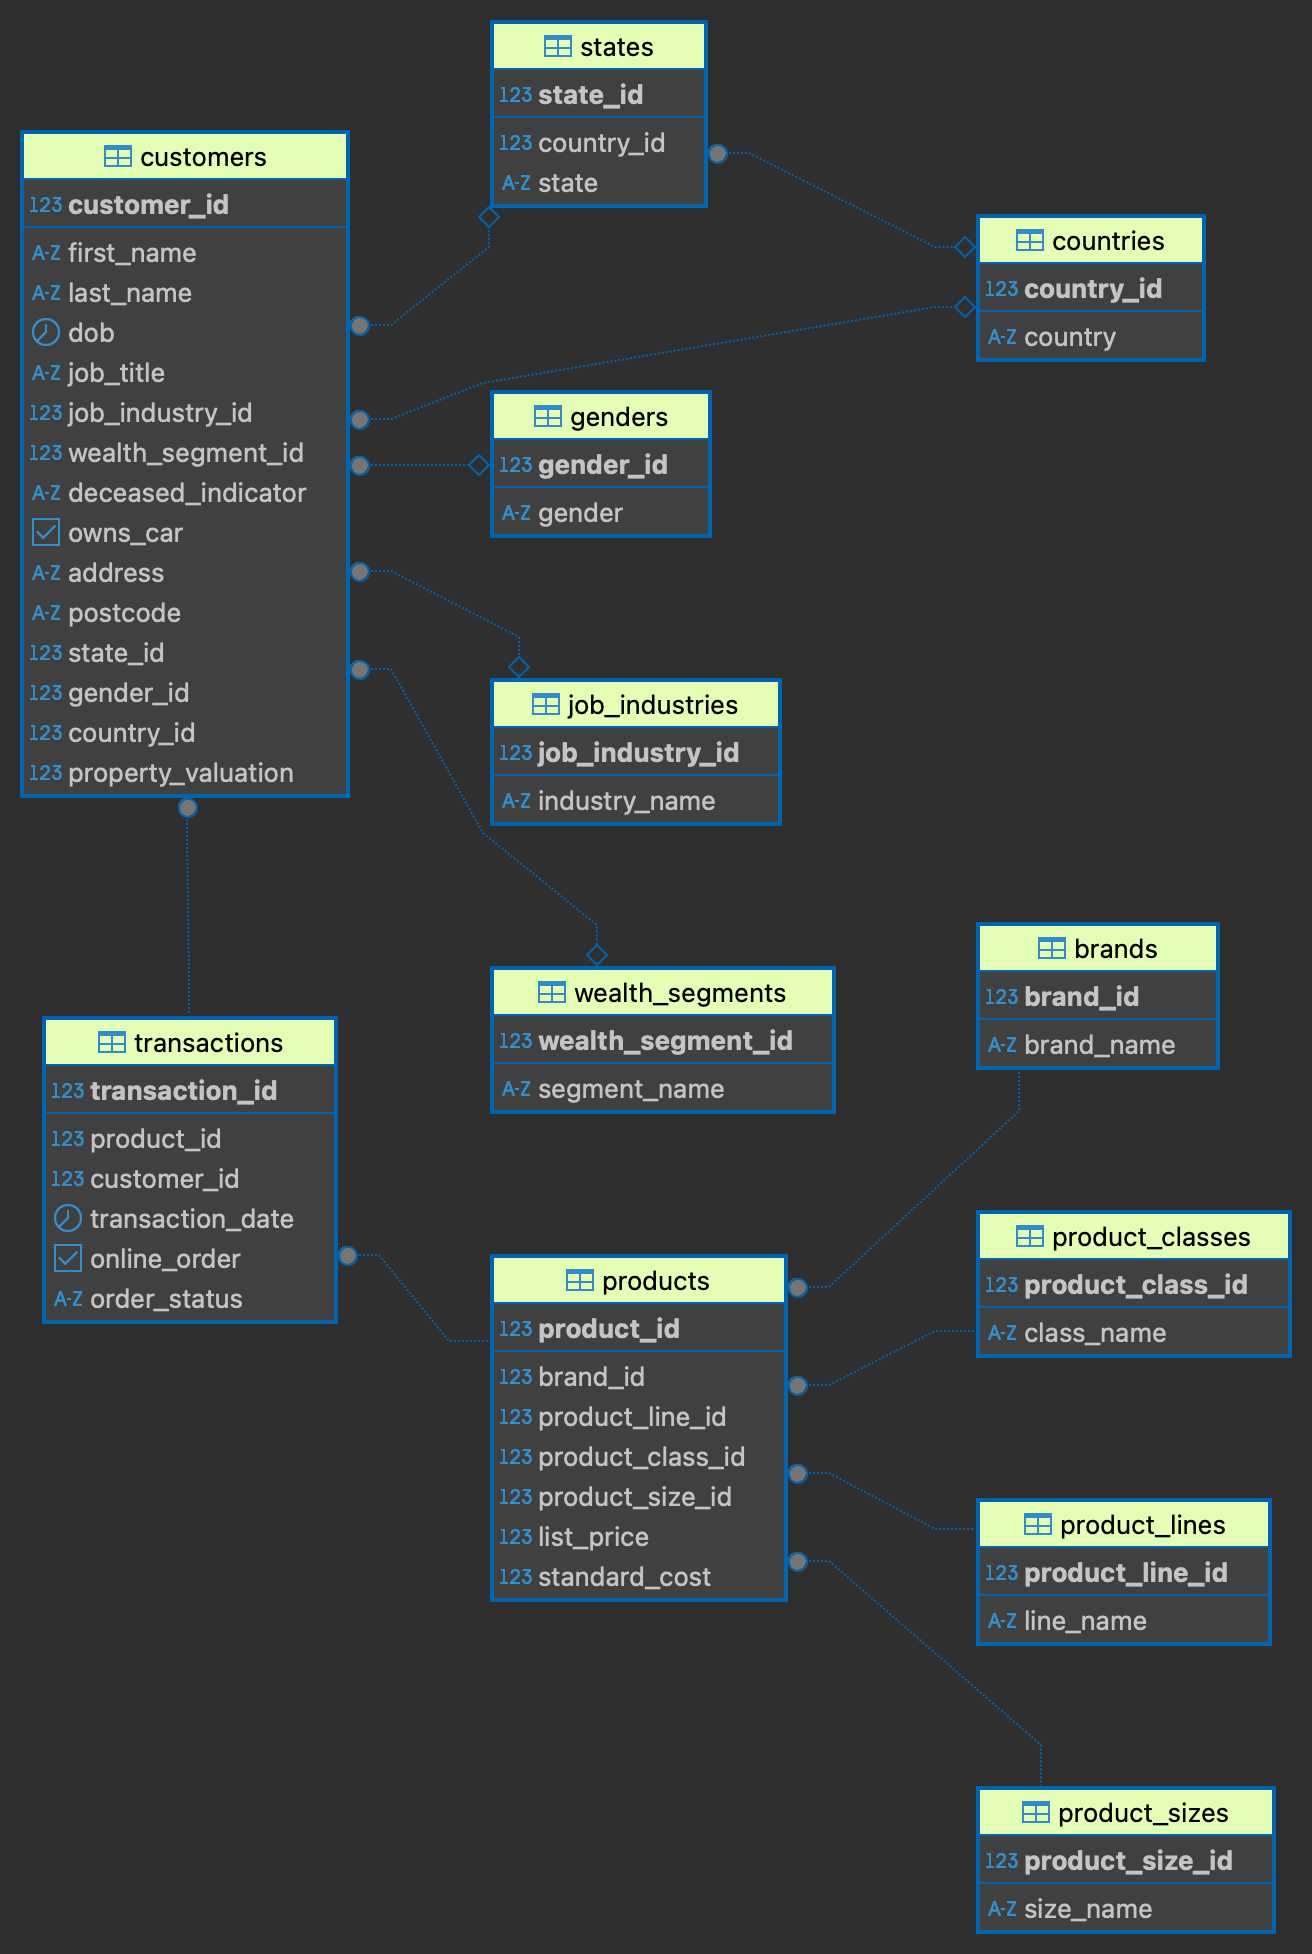 states
123 state_id
123 country_id
A-Z state
customers
123 customer_id
A-Z first_name
A-Z last_name
dob
A-Z job_title
123 job_industry_id
123 wealth_segment_id
A-Z deceased_indicator
owns_car
A-Z address
A-Z postcode
123 state_id
123 gender_id
123 country_id
123 property_valuation
countries
123 country_id
A-Z country
genders
123 gender_id
A-Z gender
job_industries
123 job_industry_id
A-Z industry_name
wealth_segments
123 wealth_segment_id
A-Z segment_name
transactions
123 transaction_id
123 product_id
123 customer_id
transaction_date
online_order
A-Z order_status
brands
123 brand_id
A-Z brand_name
products
123 product_id
123 brand_id
123 product_line_id
123 product_class_id
123 product_size_id
123 list_price
123 standard_cost
product_classes
123 product_class_id
A-Z class_name
product_lines
123 product_line_id
A-Z line_name
product_sizes
123 product_size_id
A-Z size_name